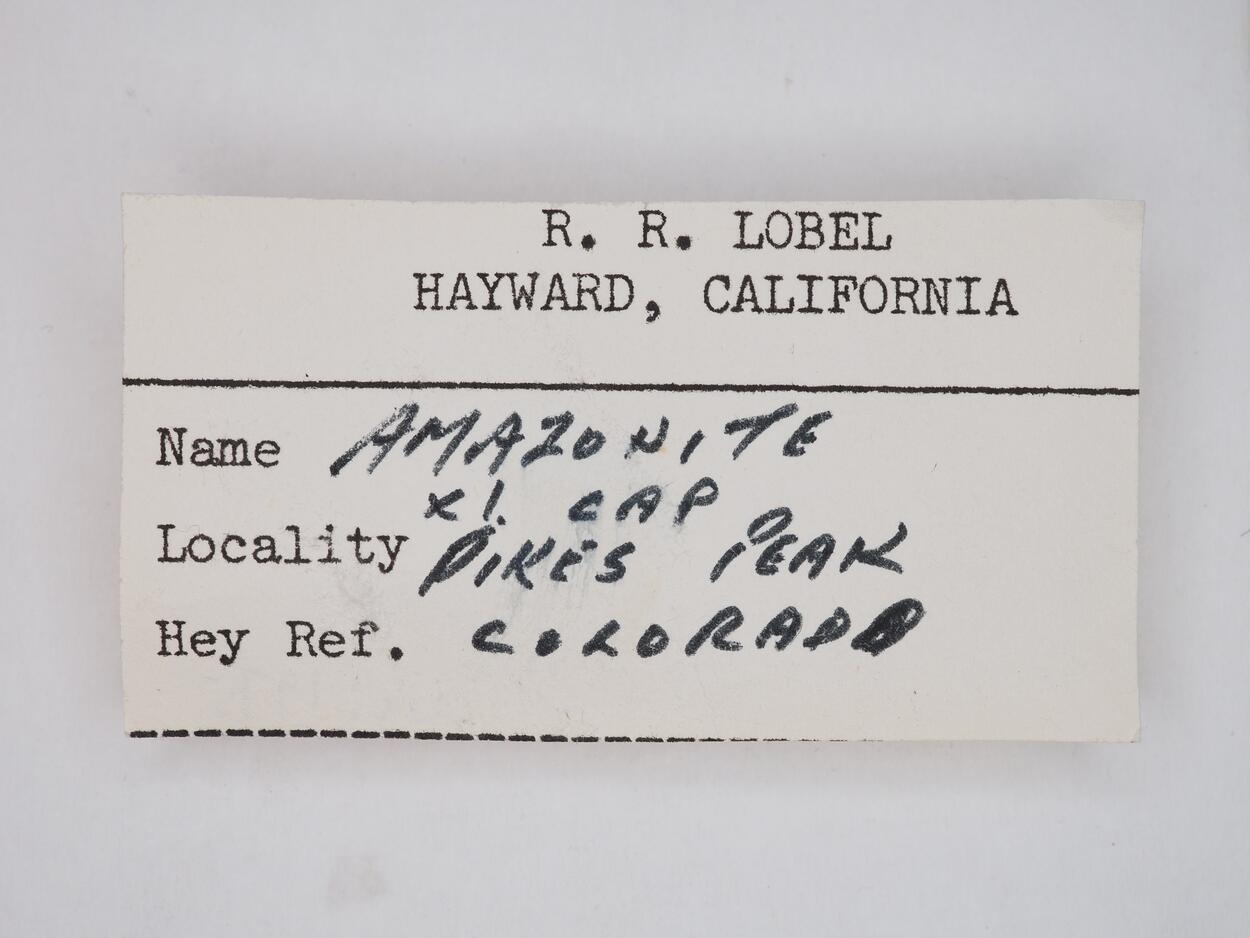 R. R. LOBEL
HAYWARD, CALIFORNIA
Name AMAZONITE
xl. CAP
Locality PIKES PEAK
Hey Ref. COLORADO